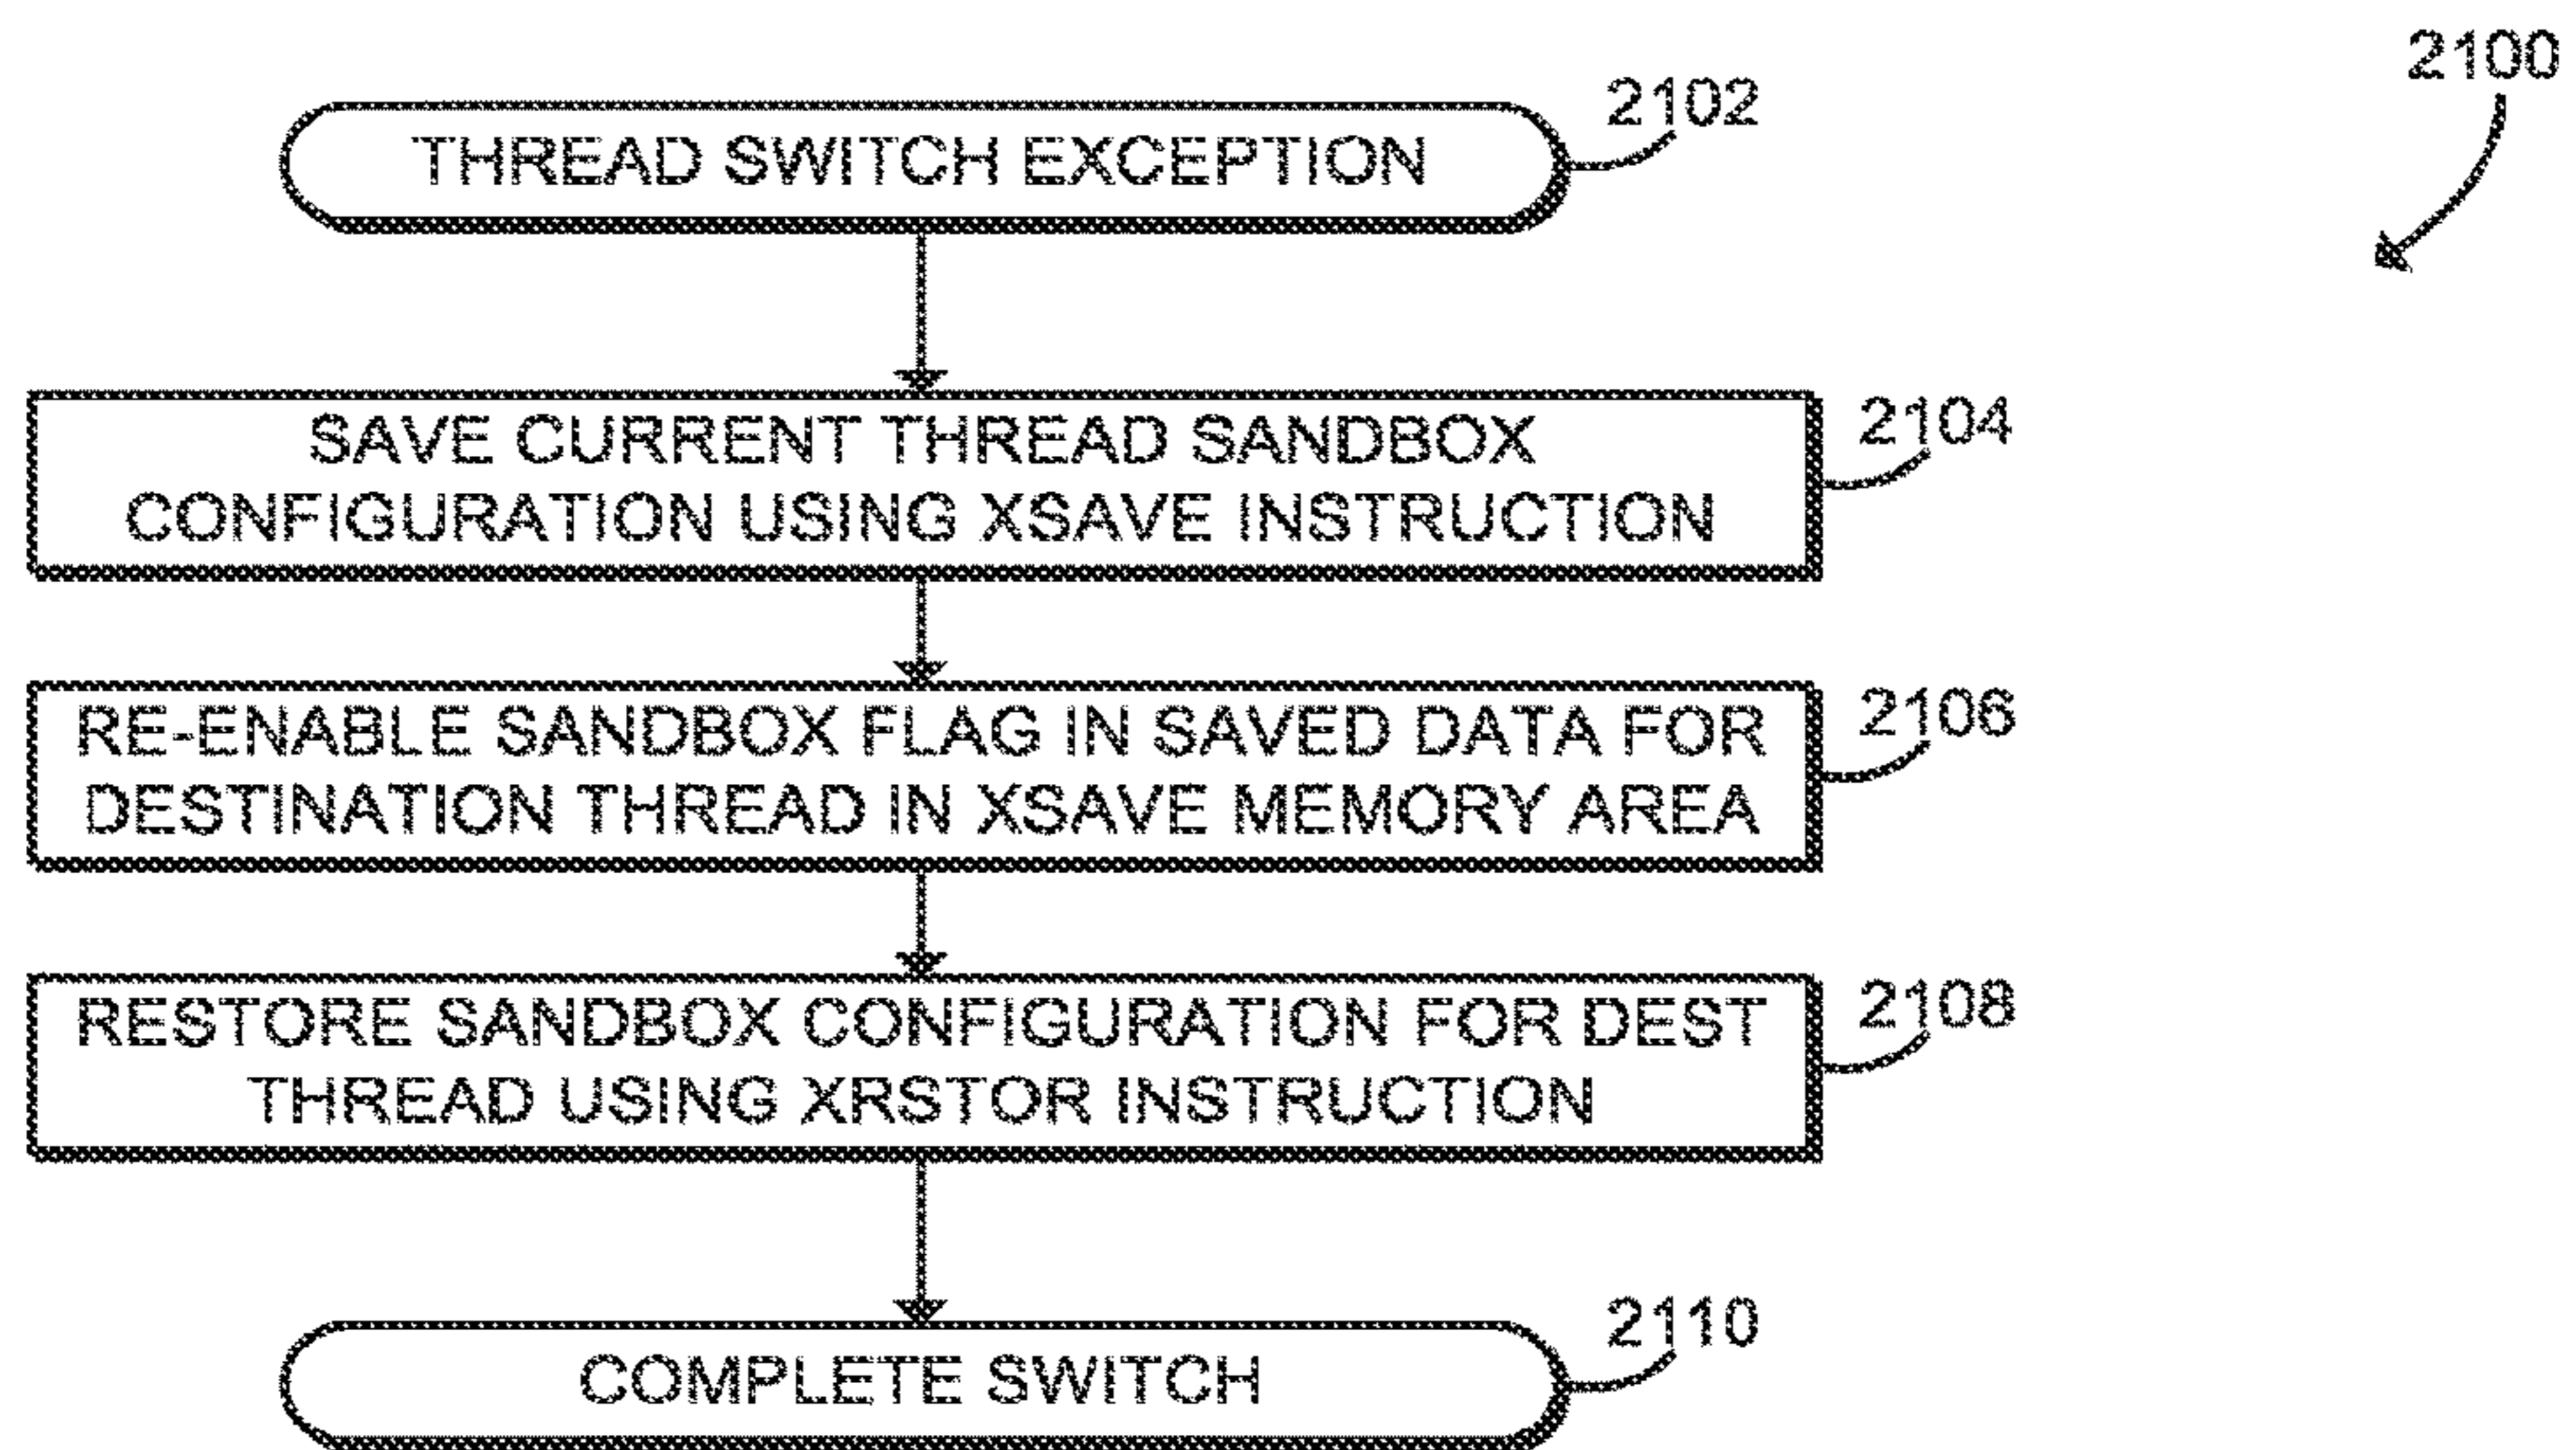 2100
THREAD SWITCH EXCEPTION
2102
SAVE CURRENT THREAD SANDBOX
CONFIGURATION USING XSAVE INSTRUCTION
2104
RE-ENABLE SANDBOX FLAG IN SAVED DATA FOR
DESTINATION THREAD IN XSAVE MEMORY AREA
2106
RESTORE SANDBOX CONFIGURATION FOR DEST
THREAD USING XRSTOR INSTRUCTION
2108
COMPLETE SWITCH
2110